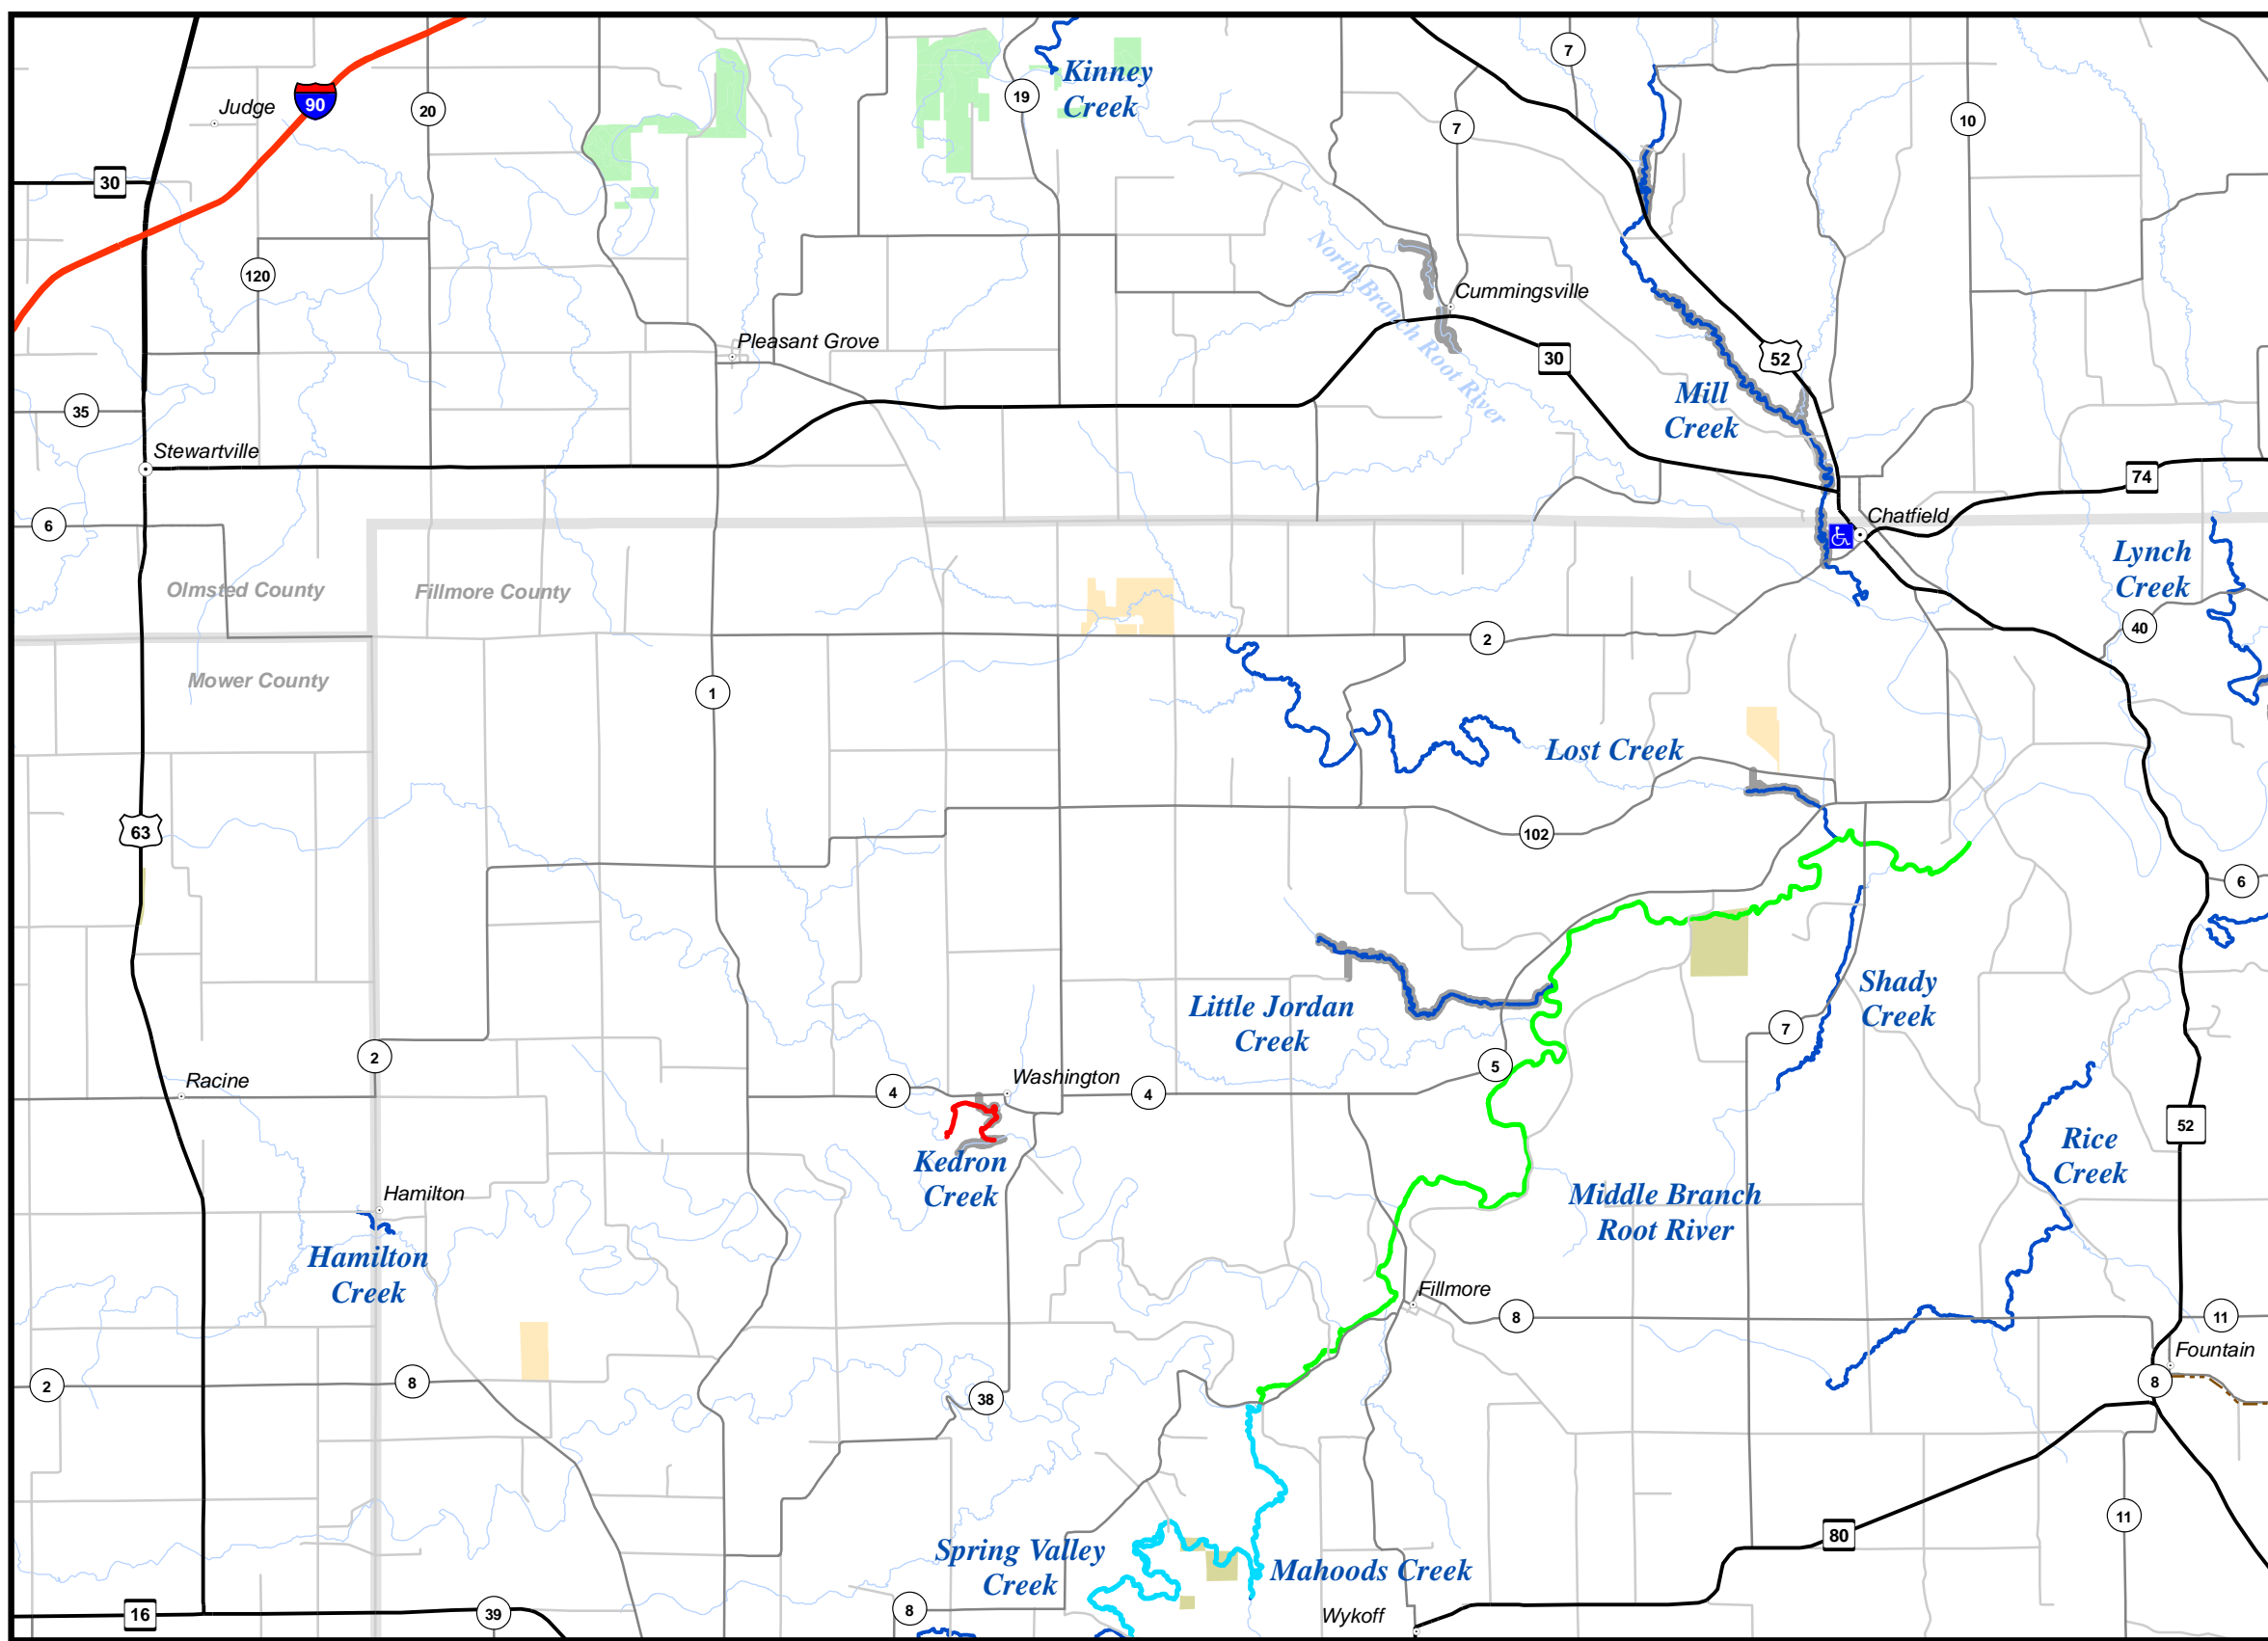 7
Kinney
Creek
19
90
Judge
20
10
7
30
North Branch Root River
120
Cummingsville
Pleasant Grove
30
52
Mill
Creek
35
Stewartville
74
6
Chatfield
Lynch
Creek
Olmsted County
Fillmore County
40
2
Mower County
1
Lost Creek
63
102
6
Shady
Creek
Little Jordan
Creek
7
2
5
Racine
Washington
4
4
52
Rice
Creek
Kedron
Creek
Hamilton
Middle Branch
Root River
Hamilton
Creek
Fillmore
8
11
Fountain
2
8
38
8
11
80
Spring Valley
Creek
Mahoods Creek
16
39
8
Wykoff